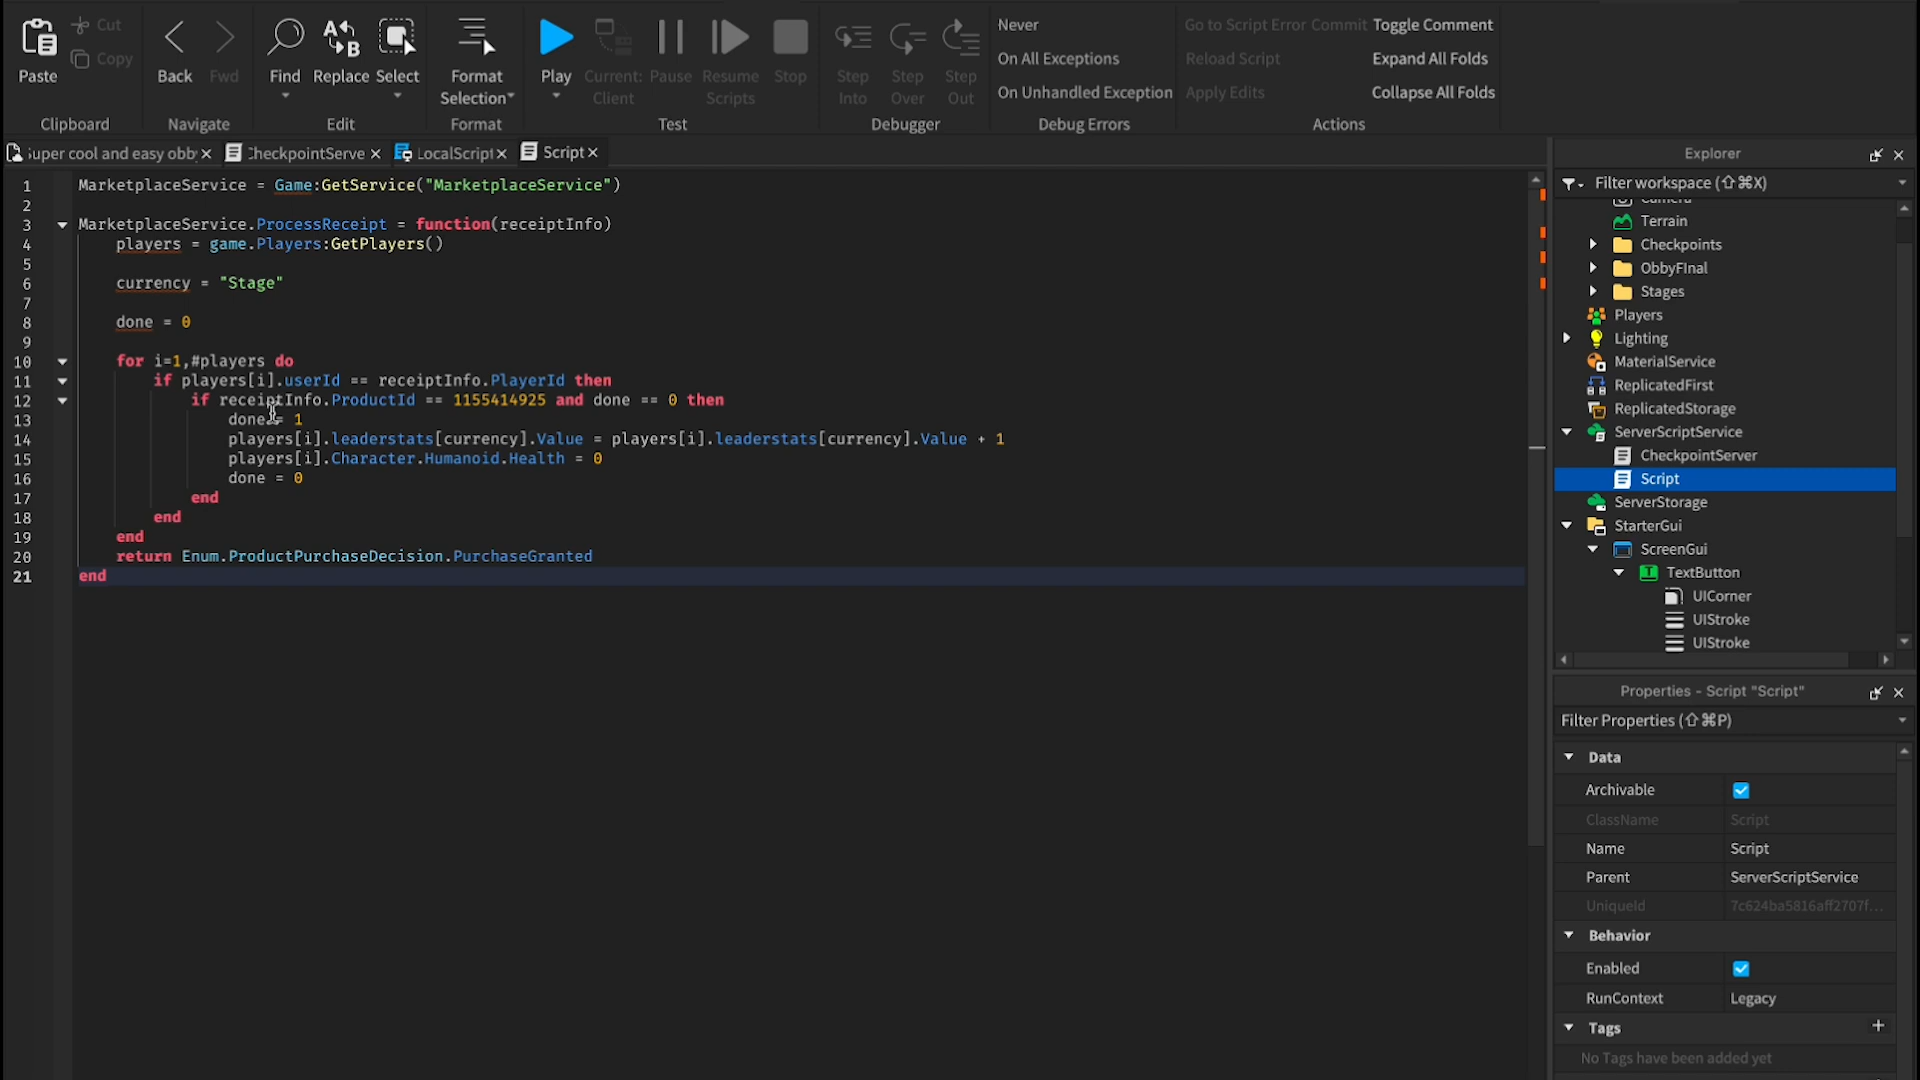 Paste
Cut
Copy
Clipboard
Back
Fwd
Navigate
Find
Replace
Select
Edit
Format
Selection
Format
Play
Current:
Client
Pause
Resume
Scripts
Stop
Test
Step
Into
Step
Over
Step
Out
Debugger
Never
On All Exceptions
On Unhandled Exception
Debug Errors
Go to Script Error Commit
Reload Script
Apply Edits
Toggle Comment
Expand All Folds
Collapse All Folds
Actions
cool and easy obby
LocalScript
Script
1 MarketplaceService = Game:GetService("MarketplaceService")
2
3 MarketplaceService.ProcessReceipt = function(receiptInfo)
4 players = game.Players:GetPlayers()
5
6 currency = "Stage"
7
8 done = 0
9
10 for i=1,#players do
11 if players[i].userId == receiptInfo.PlayerId then
12 if receiptInfo.ProductId == 1155414925 and done == 0 then
13 done = 1
14 players[i].leaderstats[currency].Value = players[i].leaderstats[currency].Value + 1
15 players[i].Character.Humanoid.Health = 0
16 done = 0
17 end
18 end
19 end
20 return Enum.ProductPurchaseDecision.PurchaseGranted
21 end
Explorer
Filter workspace (⇧⌘X)
Camera
Terrain
Checkpoints
ObbyFInal
Stages
Players
Lighting
MaterialService
ReplicatedFirst
ReplicatedStorage
ServerScriptService
CheckpointServer
Script
ServerStorage
StarterGui
ScreenGui
TextButton
UICorner
UIStroke
UIStroke
Properties - Script "Script"
Filter Properties (⇧⌘P)
Data
Archivable
ClassName Script
Name Script
Parent ServerScriptService
UniqueId 7c624ba5816aff2707f...
Behavior
Enabled
RunContext Legacy
Tags
No Tags have been added yet